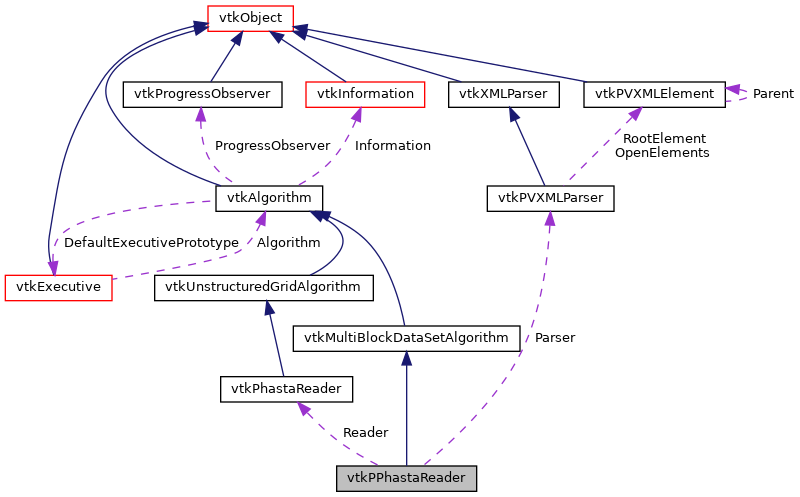 vtkObject
vtkProgressObserver
vtkInformation
vtkXMLParser
vtkPVXMLElement
Parent
ProgressObserver
Information
RootElement
OpenElements
vtkAlgorithm
vtkPVXMLParser
DefaultExecutivePrototype
Algorithm
vtkExecutive
vtkUnstructuredGridAlgorithm
vtkMultiBlockDataSetAlgorithm
Parser
vtkPhastaReader
Reader
vtkPPhastaReader